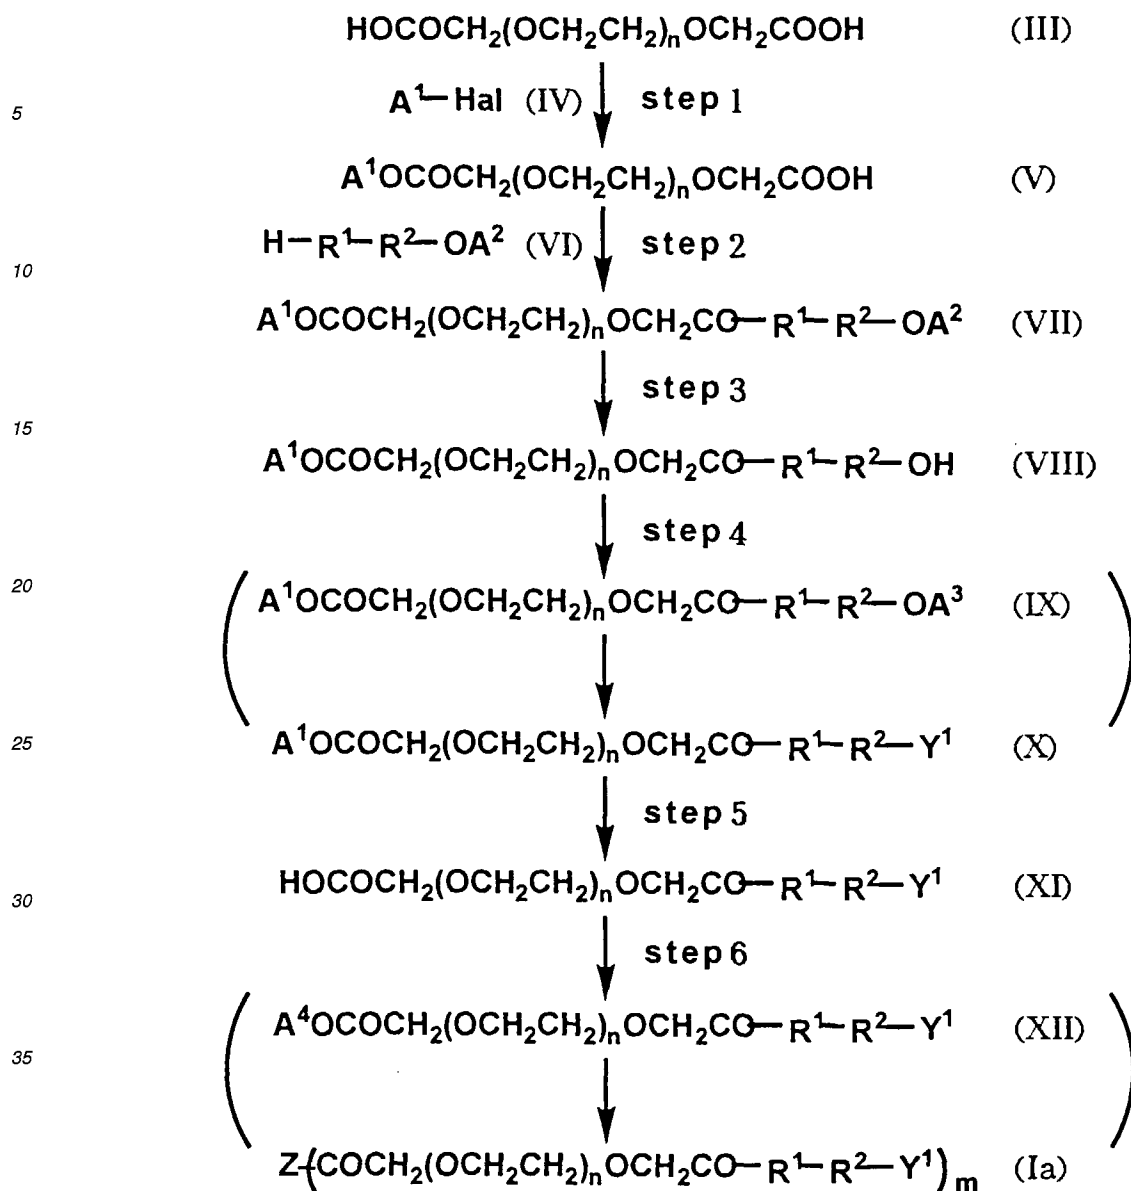 HOCOCH₂(OCH₂CH₂)ₙOCH₂COOH (III)
5 A¹—Hal (IV) step 1
A¹OCOCH₂(OCH₂CH₂)ₙOCH₂COOH (V)
H—R¹—R²—OA² (VI) step 2
10
A¹OCOCH₂(OCH₂CH₂)ₙOCH₂CO—R¹—R²—OA² (VII)
step 3
15
A¹OCOCH₂(OCH₂CH₂)ₙOCH₂CO—R¹—R²—OH (VIII)
step 4
20 (A¹OCOCH₂(OCH₂CH₂)ₙOCH₂CO—R¹—R²—OA³ (IX) )
25 A¹OCOCH₂(OCH₂CH₂)ₙOCH₂CO—R¹—R²—Y¹ (X)
step 5
30 HOCOCH₂(OCH₂CH₂)ₙOCH₂CO—R¹—R²—Y¹ (XI)
step 6
(A⁴OCOCH₂(OCH₂CH₂)ₙOCH₂CO—R¹—R²—Y¹ (XII) )
35
Z-(COCH₂(OCH₂CH₂)ₙOCH₂CO—R¹—R²—Y¹)ₘ (Ia)